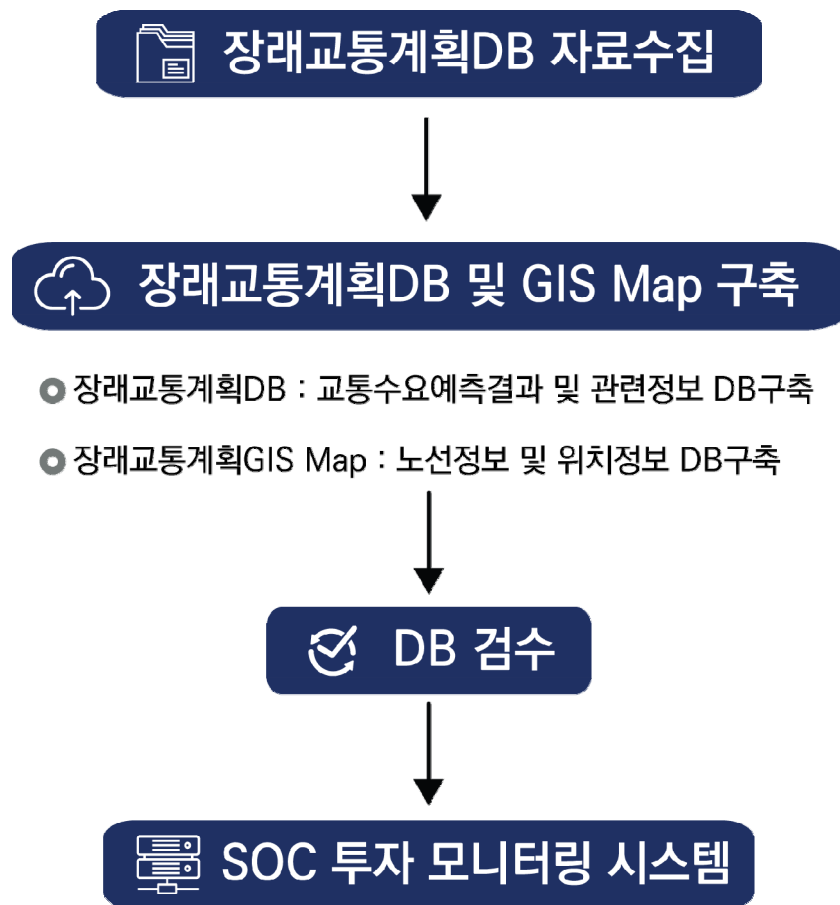 장래교통계획DB 자료수집
장래교통계획DB 및 GIS Map 구축
장래교통계획DB : 교통수요예측결과 및 관련정보 DB구축
장래교통계획GIS Map : 노선정보 및 위치정보 DB구축
DB 검수
SOC 투자 모니터링 시스템